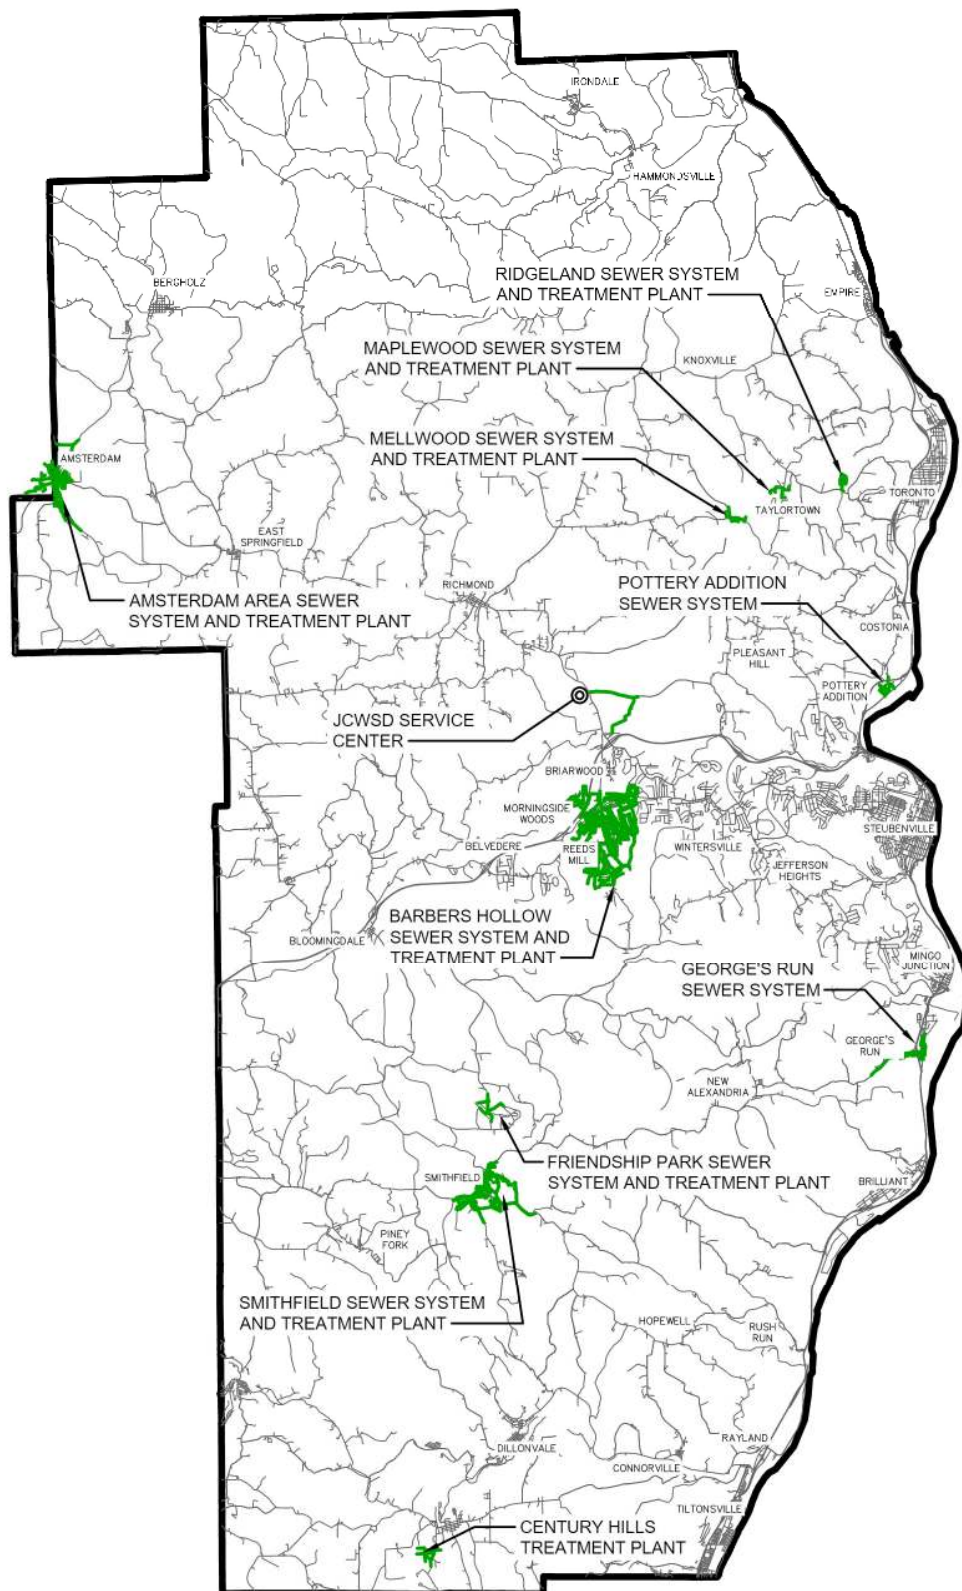 IRONDALE
HAMMONDSVILLE
RIDGELAND SEWER SYSTEM
AND TREATMENT PLANT
BERGHOLZ
EMPIRE
MAPLEWOOD SEWER SYSTEM
AND TREATMENT PLANT
KNOXVILLE
MELLWOOD SEWER SYSTEM
AND TREATMENT PLANT
AMSTERDAM
TORONTO
TAYLORTOWN
EAST
SPRINGFIELD
RICHMOND
POTTERY ADDITION
SEWER SYSTEM
AMSTERDAM AREA SEWER
SYSTEM AND TREATMENT PLANT
COSTONIA
PLEASANT
HILL
POTTERY
ADDITION
JCWSD SERVICE
CENTER
BRIARWOOD
MORNINGSIDE
WOODS
STEUBENVILLE
BELVEDERE
REEDS
MILL
WINTERSVILLE
JEFFERSON
HEIGHTS
BARBERS HOLLOW
SEWER SYSTEM AND
TREATMENT PLANT
BLOOMINGDALE
MINGO
JUNCTION
GEORGE'S RUN
SEWER SYSTEM
GEORGE'S
RUN
NEW
ALEXANDRIA
FRIENDSHIP PARK SEWER
SYSTEM AND TREATMENT PLANT
SMITHFIELD
BRILLIANT
PINEY
FORK
SMITHFIELD SEWER SYSTEM
AND TREATMENT PLANT
HOPEWELL
RUSH
RUN
DILLONVALE
RAYLAND
CONNORVILLE
TILTONSVILLE
CENTURY HILLS
TREATMENT PLANT